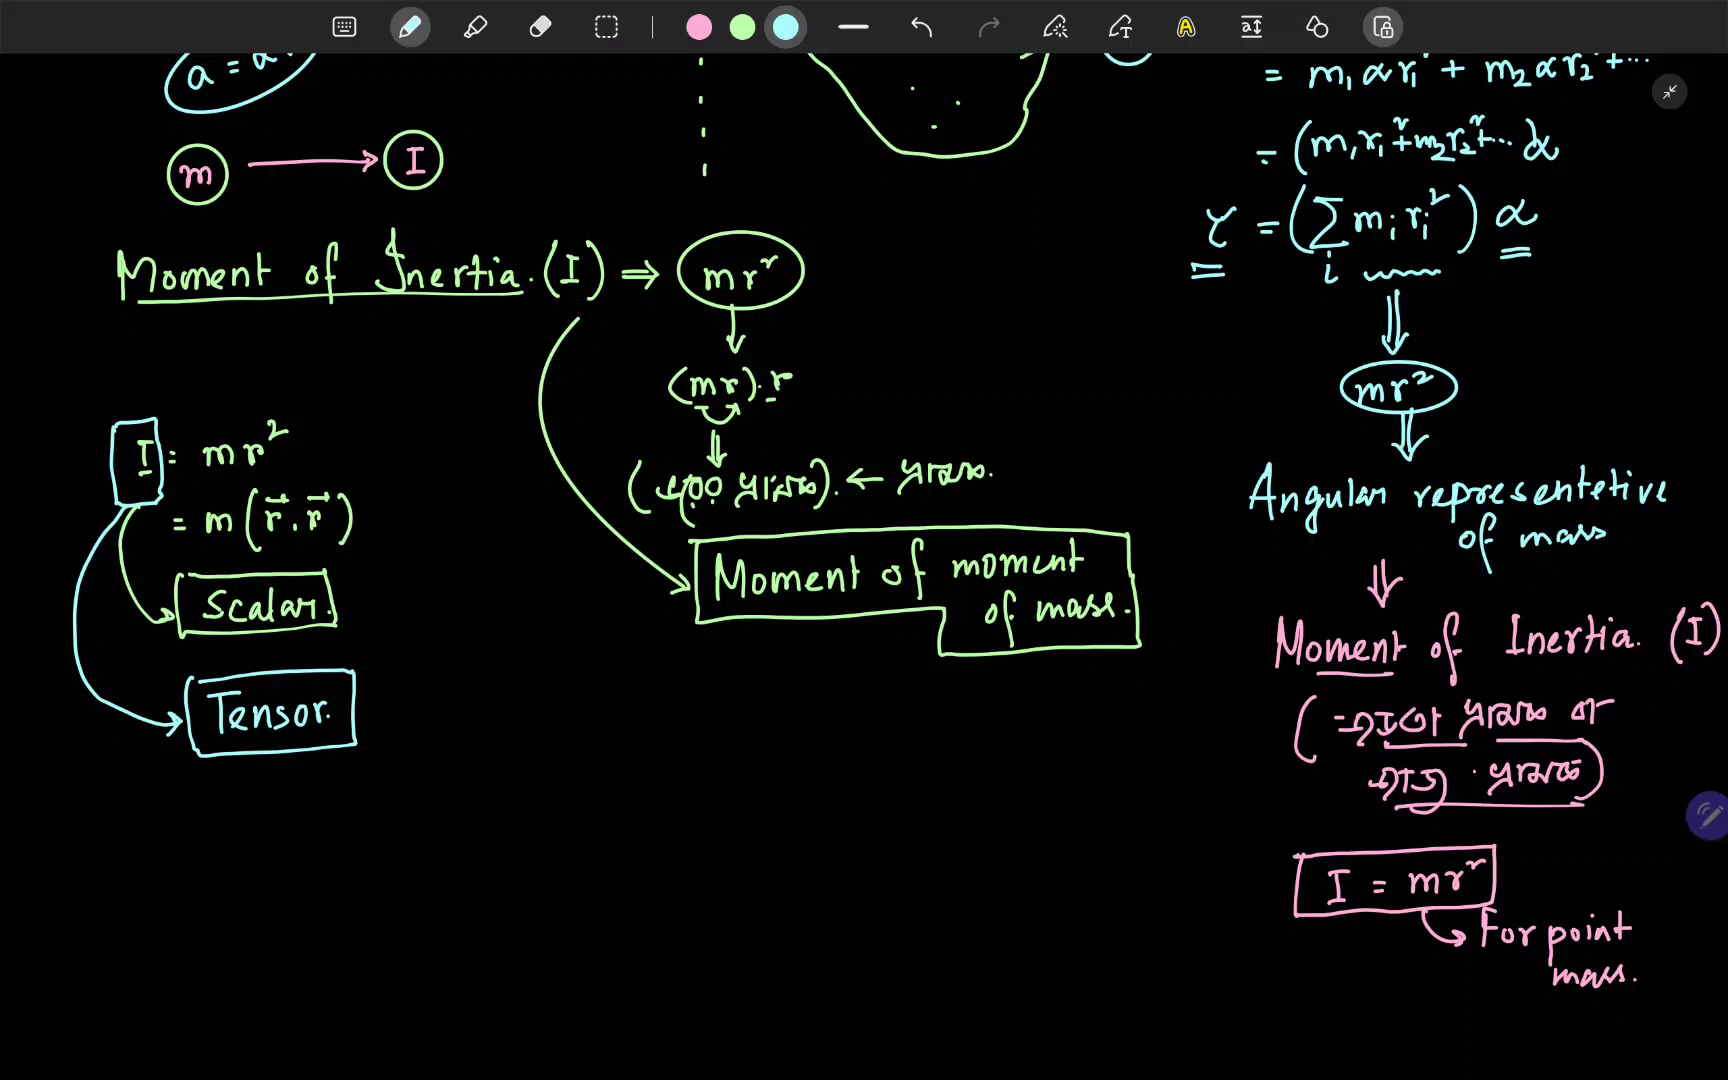 a = a
m → I
Moment of Inertia. (I) ⇒ mr²
(mr).r
Moment of moment
of mass.
I = mr²
= m(r⃗.r⃗)
Scalar.
Tensor.
= m₁αr₁² + m₂αr₂² + ...
= (m₁r₁² + m₂r₂² + ... )α
τ = (∑ mᵢrᵢ²) α
i
mr²
Angular representetive
of mass
Moment of Inertia. (I)
I = mr²
For point
mass.